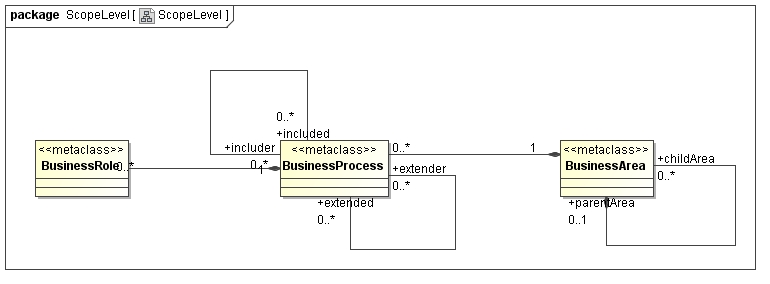 package ScopeLevel [ ScopeLevel ]
0..*
+included
<<metaclass>>
BusinessRole
0..*
+includer
0..*
1
<<metaclass>>
BusinessProcess
0..*
1
+extender
0..*
+extended
0..*
<<metaclass>>
BusinessArea
+childArea
0..*
+parentArea
0..1